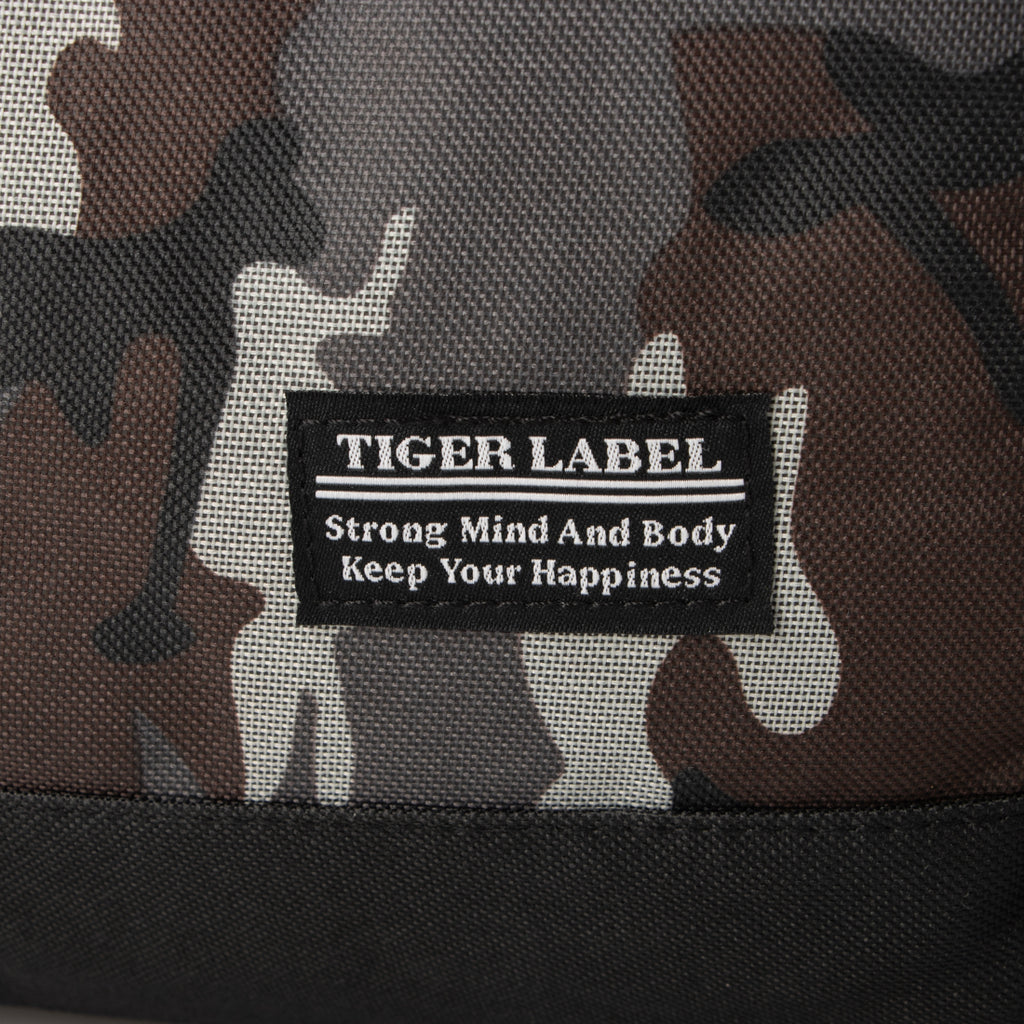 TIGER LABEL
Strong Mind And Body
Keep Your Happiness